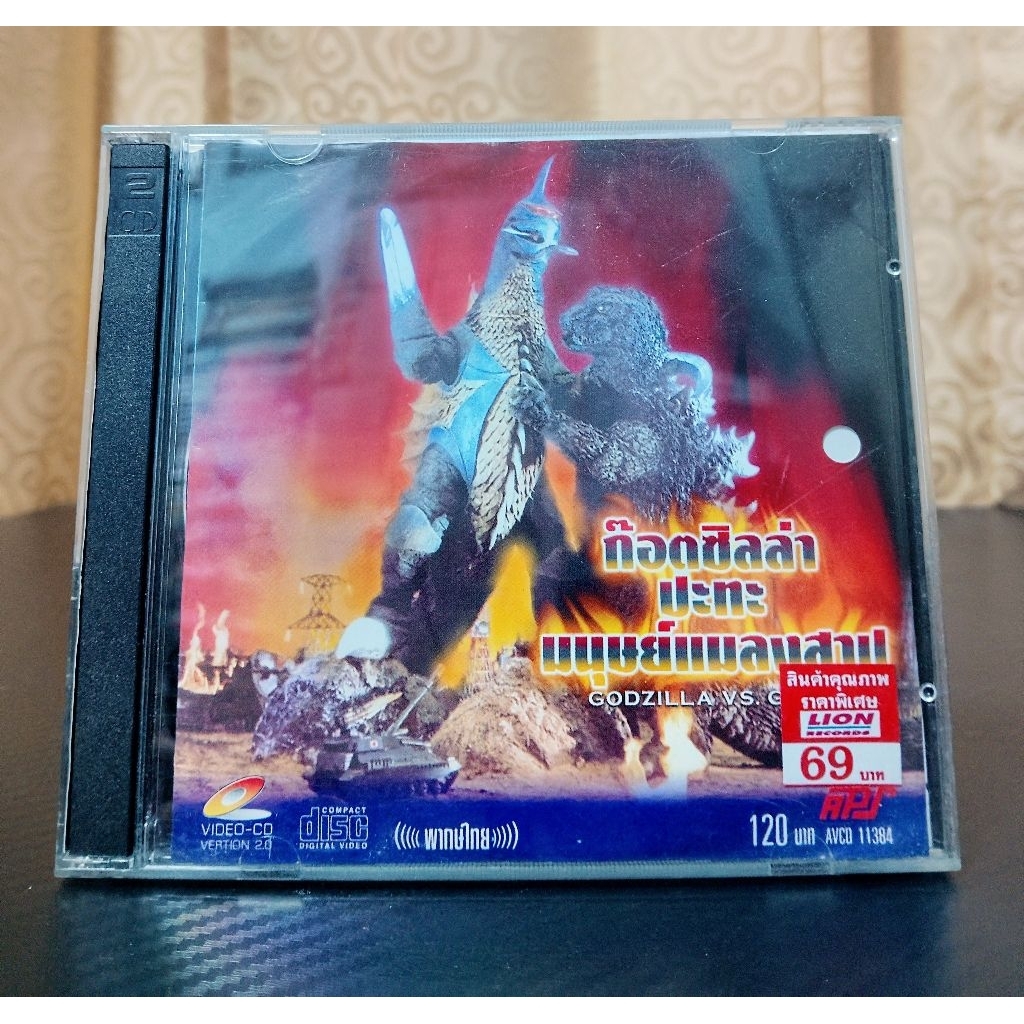 2
CD
ก๊อตซิลล่า
ปะทะ
มนุษย์แมลงสาป
GODZILLA VS. G
สินค้าคุณภาพ
ราคาพิเศษ
LION
RECORDS
69 บาท
APS
VIDEO-CD
VERTION 2.0
COMPACT
disc
DIGITAL VIDEO
พากษ์ไทย
120 บาท AVCD 11384